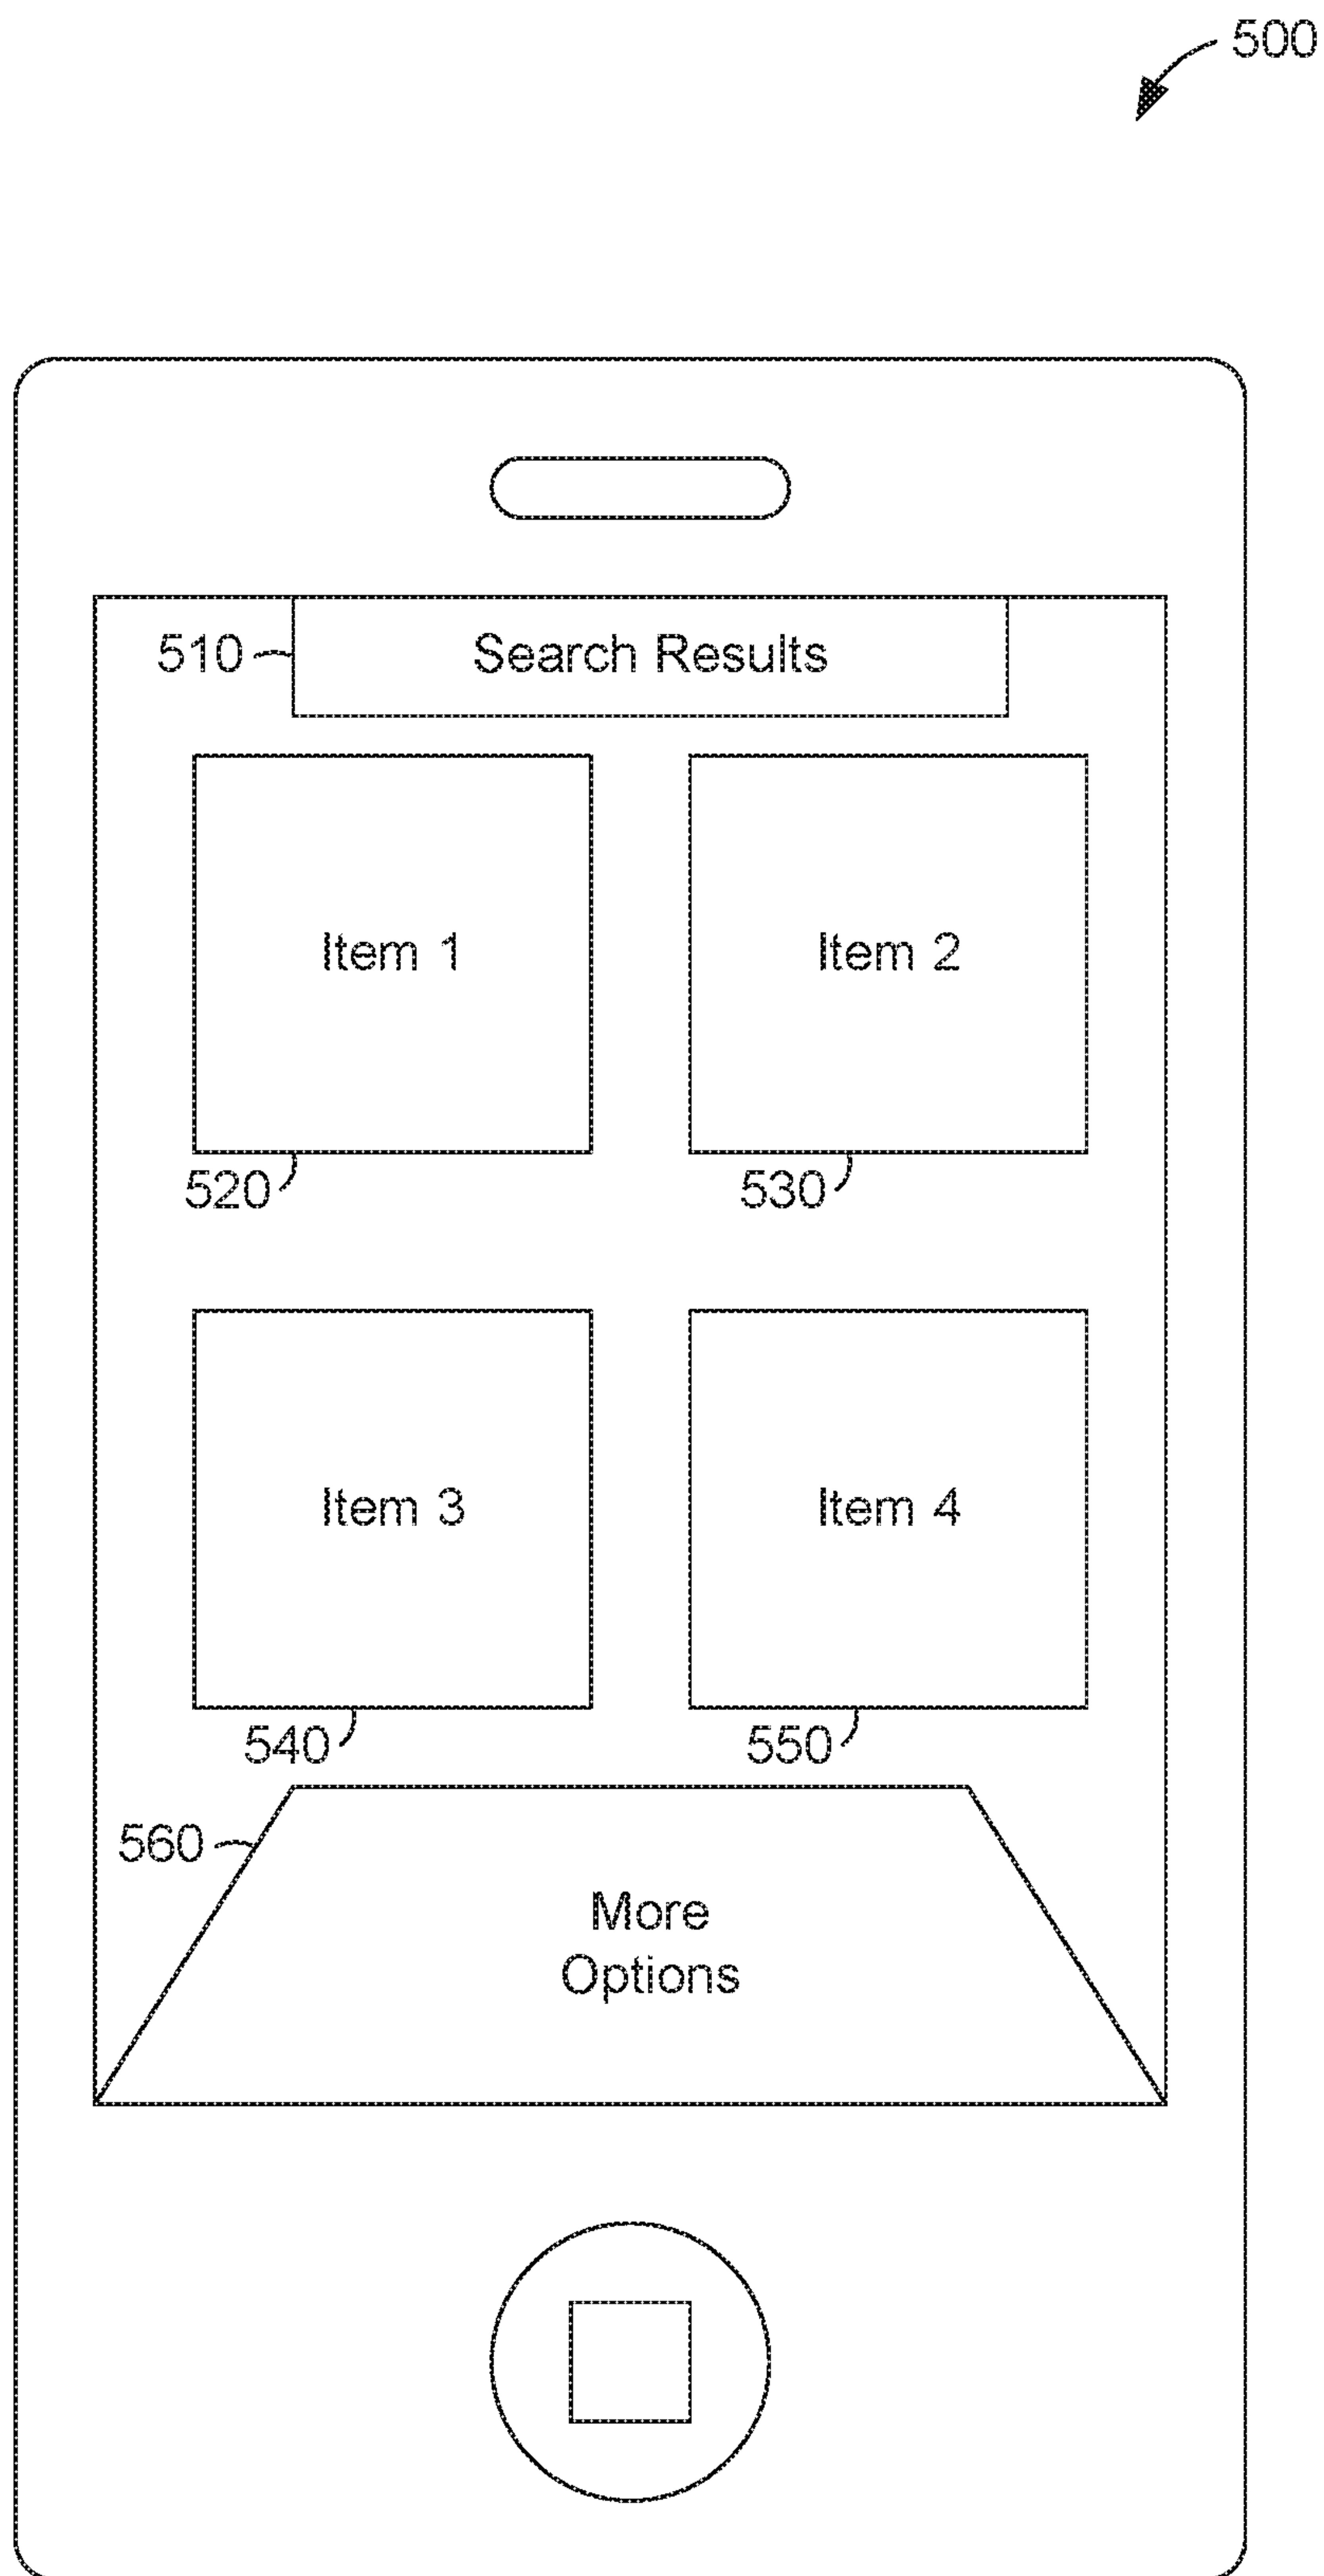 500
510 Search Results
Item 1 Item 2
520 530
Item 3 Item 4
540 550
560
More
Options